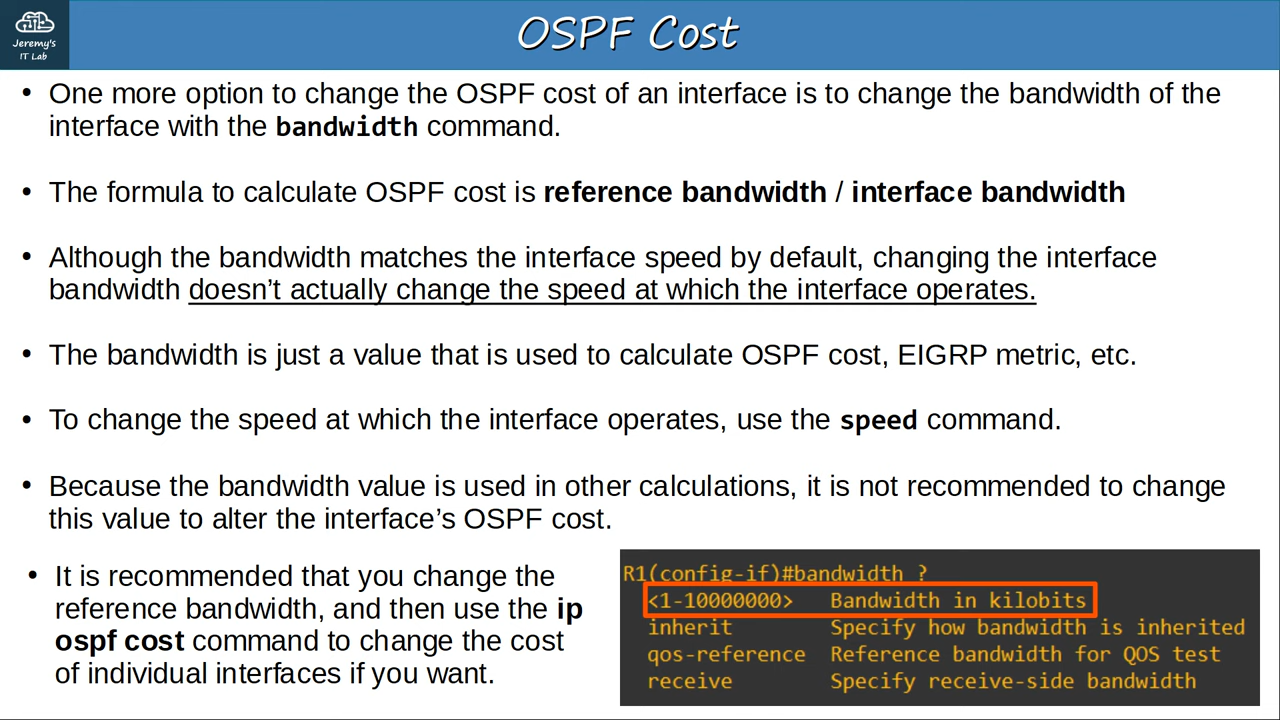 Jeremy's
IT Lab
OSPF Cost
• One more option to change the OSPF cost of an interface is to change the bandwidth of the
interface with the bandwidth command.
• The formula to calculate OSPF cost is reference bandwidth / interface bandwidth
• Although the bandwidth matches the interface speed by default, changing the interface
bandwidth doesn’t actually change the speed at which the interface operates.
• The bandwidth is just a value that is used to calculate OSPF cost, EIGRP metric, etc.
• To change the speed at which the interface operates, use the speed command.
• Because the bandwidth value is used in other calculations, it is not recommended to change
this value to alter the interface’s OSPF cost.
• It is recommended that you change the
reference bandwidth, and then use the ip
ospf cost command to change the cost
of individual interfaces if you want.
R1(config-if)#bandwidth ?
<1-10000000> Bandwidth in kilobits
inherit Specify how bandwidth is inherited
qos-reference Reference bandwidth for QOS test
receive Specify receive-side bandwidth